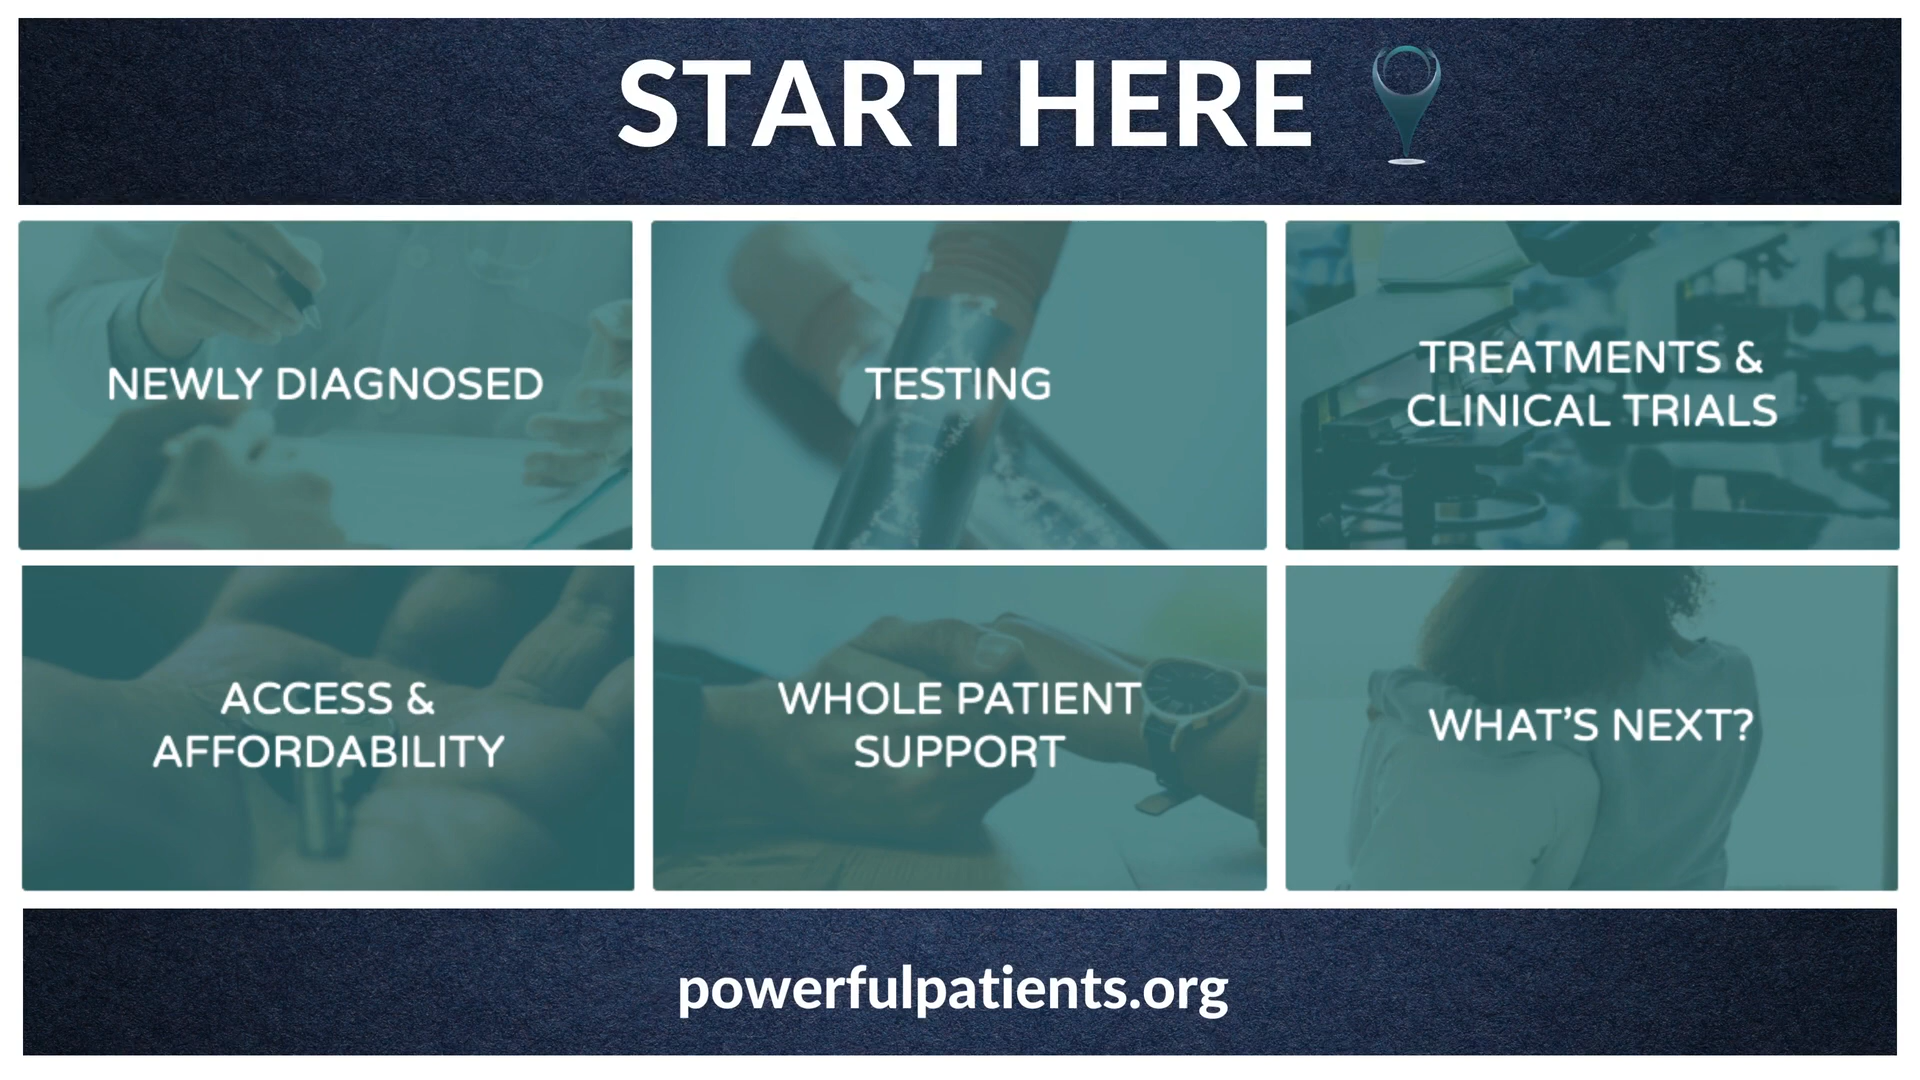 START HERE
NEWLY DIAGNOSED
TESTING
TREATMENTS &
CLINICAL TRIALS
ACCESS &
AFFORDABILITY
WHOLE PATIENT
SUPPORT
WHAT'S NEXT?
powerfulpatients.org